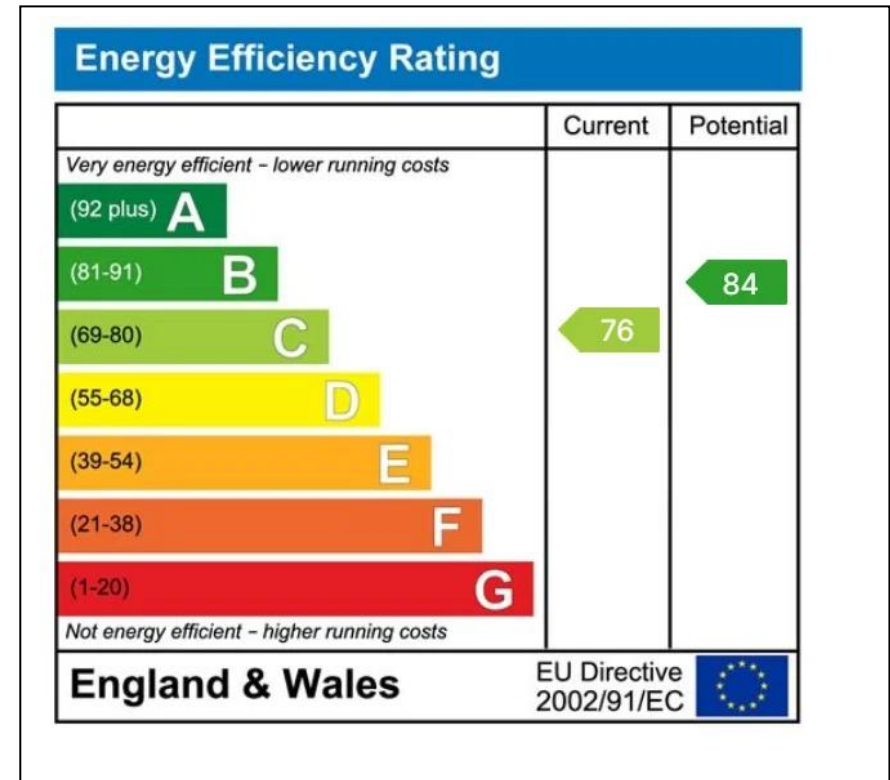 Energy Efficiency Rating
Current Potential
Very energy efficient – lower running costs
(92 plus) A
(81-91) B
84
(69-80) C
76
(55-68) D
(39-54) E
(21-38) F
(1-20) G
Not energy efficient – higher running costs
England & Wales
EU Directive
2002/91/EC